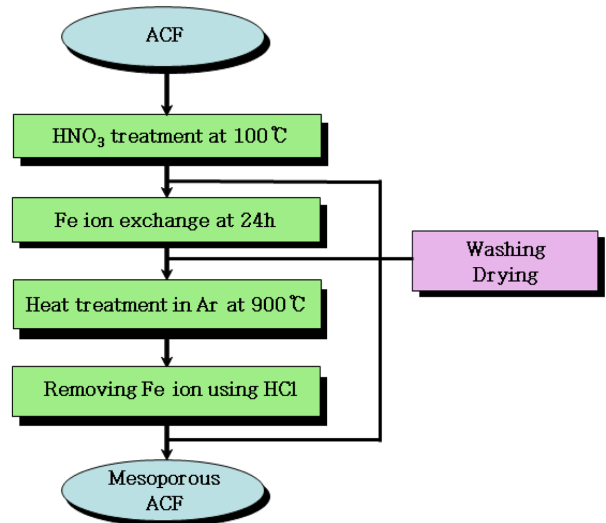 ACF
HNO₃ treatment at 100℃
Fe ion exchange at 24h
Washing
Drying
Heat treatment in Ar at 900℃
Removing Fe ion using HCl
Mesoporous
ACF